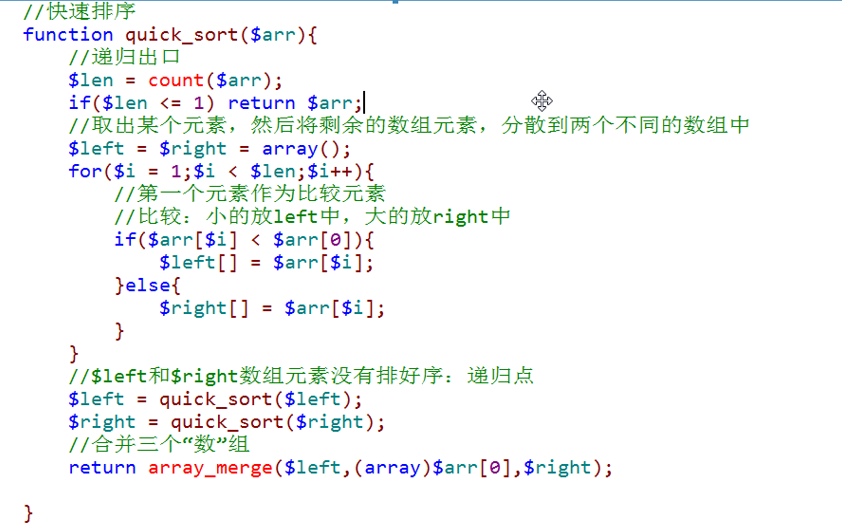 //快速排序
function quick_sort($arr){
//递归出口
$len = count($arr);
if($len <= 1) return $arr;
//取出某个元素，然后将剩余的数组元素，分散到两个不同的数组中
$left = $right = array();
for($i = 1;$i < $len;$i++){
//第一个元素作为比较元素
//比较：小的放left中，大的放right中
if($arr[$i] < $arr[0]){
$left[] = $arr[$i];
}else{
$right[] = $arr[$i];
}
}
//$left和$right数组元素没有排好序：递归点
$left = quick_sort($left);
$right = quick_sort($right);
//合并三个“数”组
return array_merge($left,(array)$arr[0],$right);
}